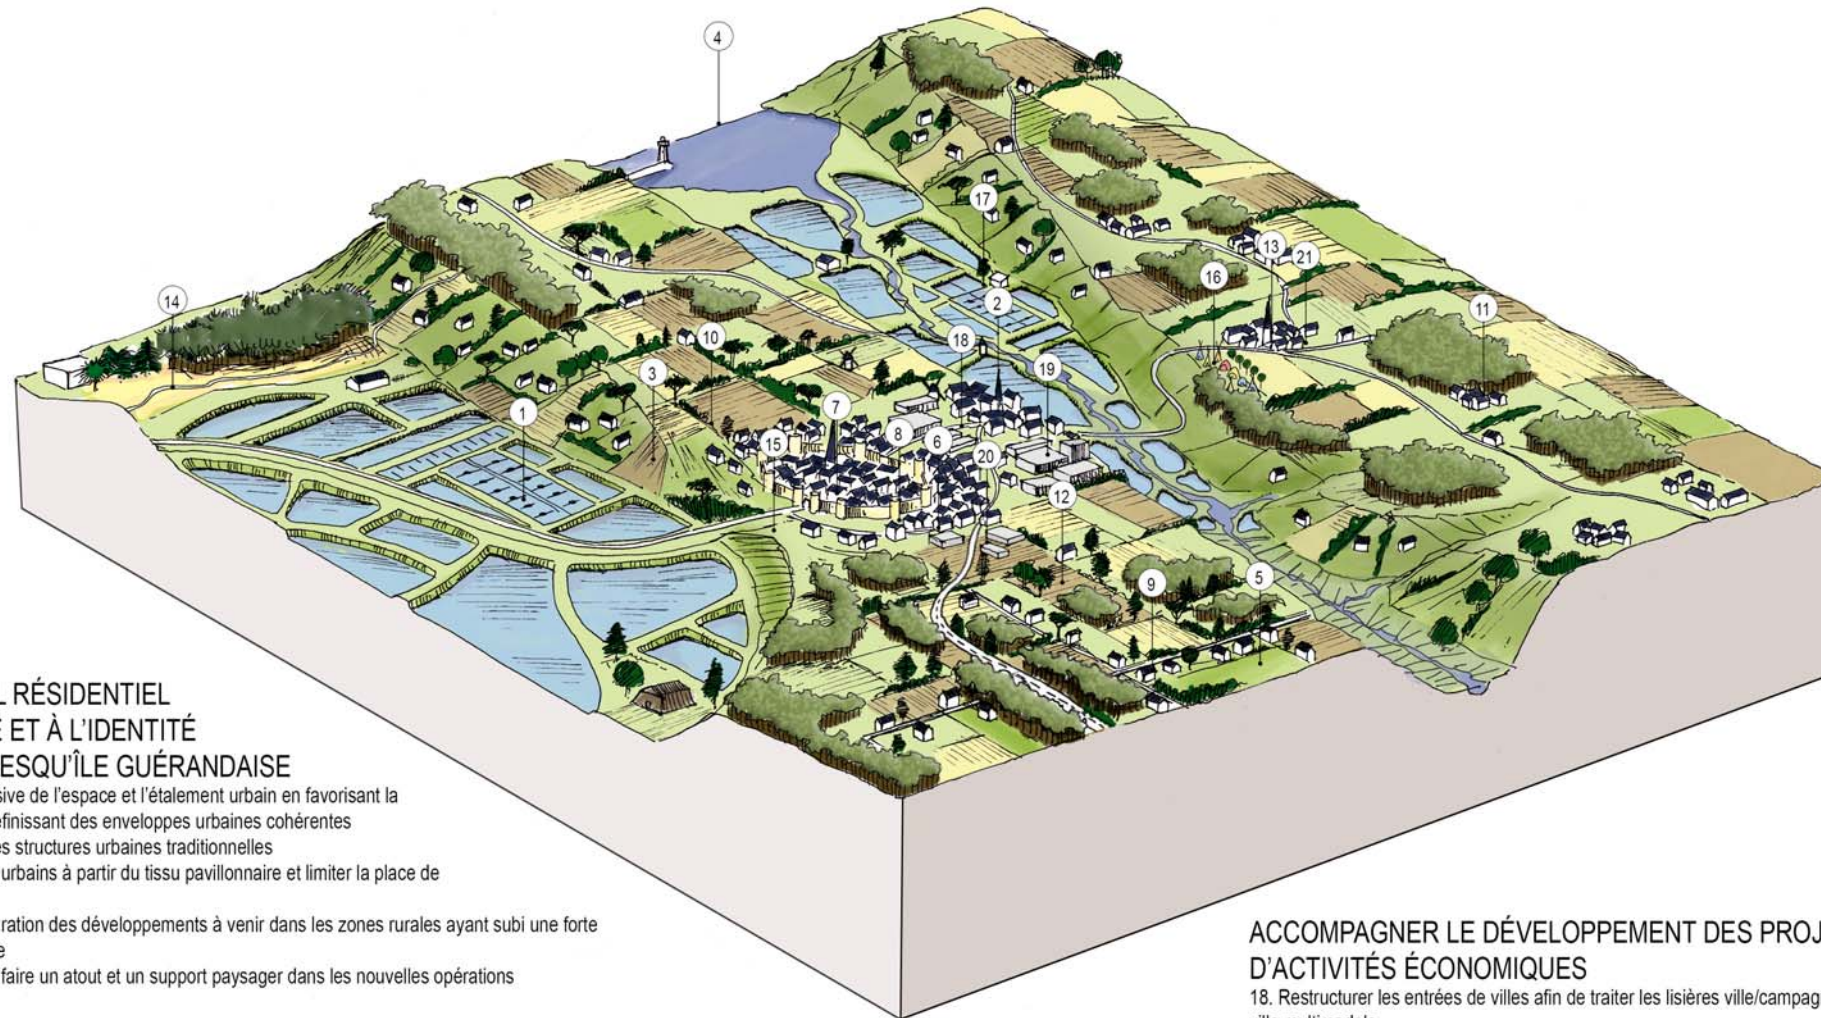 4
17
13
21
14
16
2
11
10
18
3
19
1
7
8
6
15
20
12
9
5
RÉSIDENTIEL
ET À L’IDENTITÉ
ESQU’ÎLE GUÉRANDAISE
sive de l’espace et l’étalement urbain en favorisant la
éfinissant des enveloppes urbaines cohérentes
es structures urbaines traditionnelles
urbains à partir du tissu pavillonnaire et limiter la place de
ration des développements à venir dans les zones rurales ayant subi une forte
e
faire un atout et un support paysager dans les nouvelles opérations
ACCOMPAGNER LE DÉVELOPPEMENT DES PROJ
D’ACTIVITÉS ÉCONOMIQUES
18. Restructurer les entrées de villes afin de traiter les lisières ville/campag